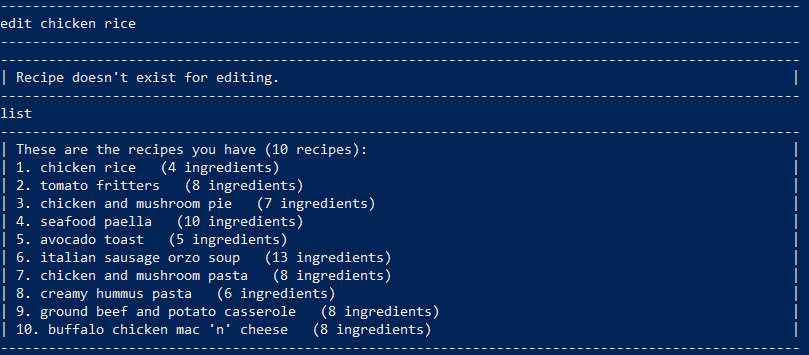 edit chicken rice
Recipe doesn't exist for editing.
list
These are the recipes you have (10 recipes):
1. chicken rice   (4 ingredients)
2. tomato fritters   (8 ingredients)
3. chicken and mushroom pie   (7 ingredients)
4. seafood paella   (10 ingredients)
5. avocado toast   (5 ingredients)
6. italian sausage orzo soup   (13 ingredients)
7. chicken and mushroom pasta   (8 ingredients)
8. creamy hummus pasta   (6 ingredients)
9. ground beef and potato casserole   (8 ingredients)
10. buffalo chicken mac 'n' cheese   (8 ingredients)